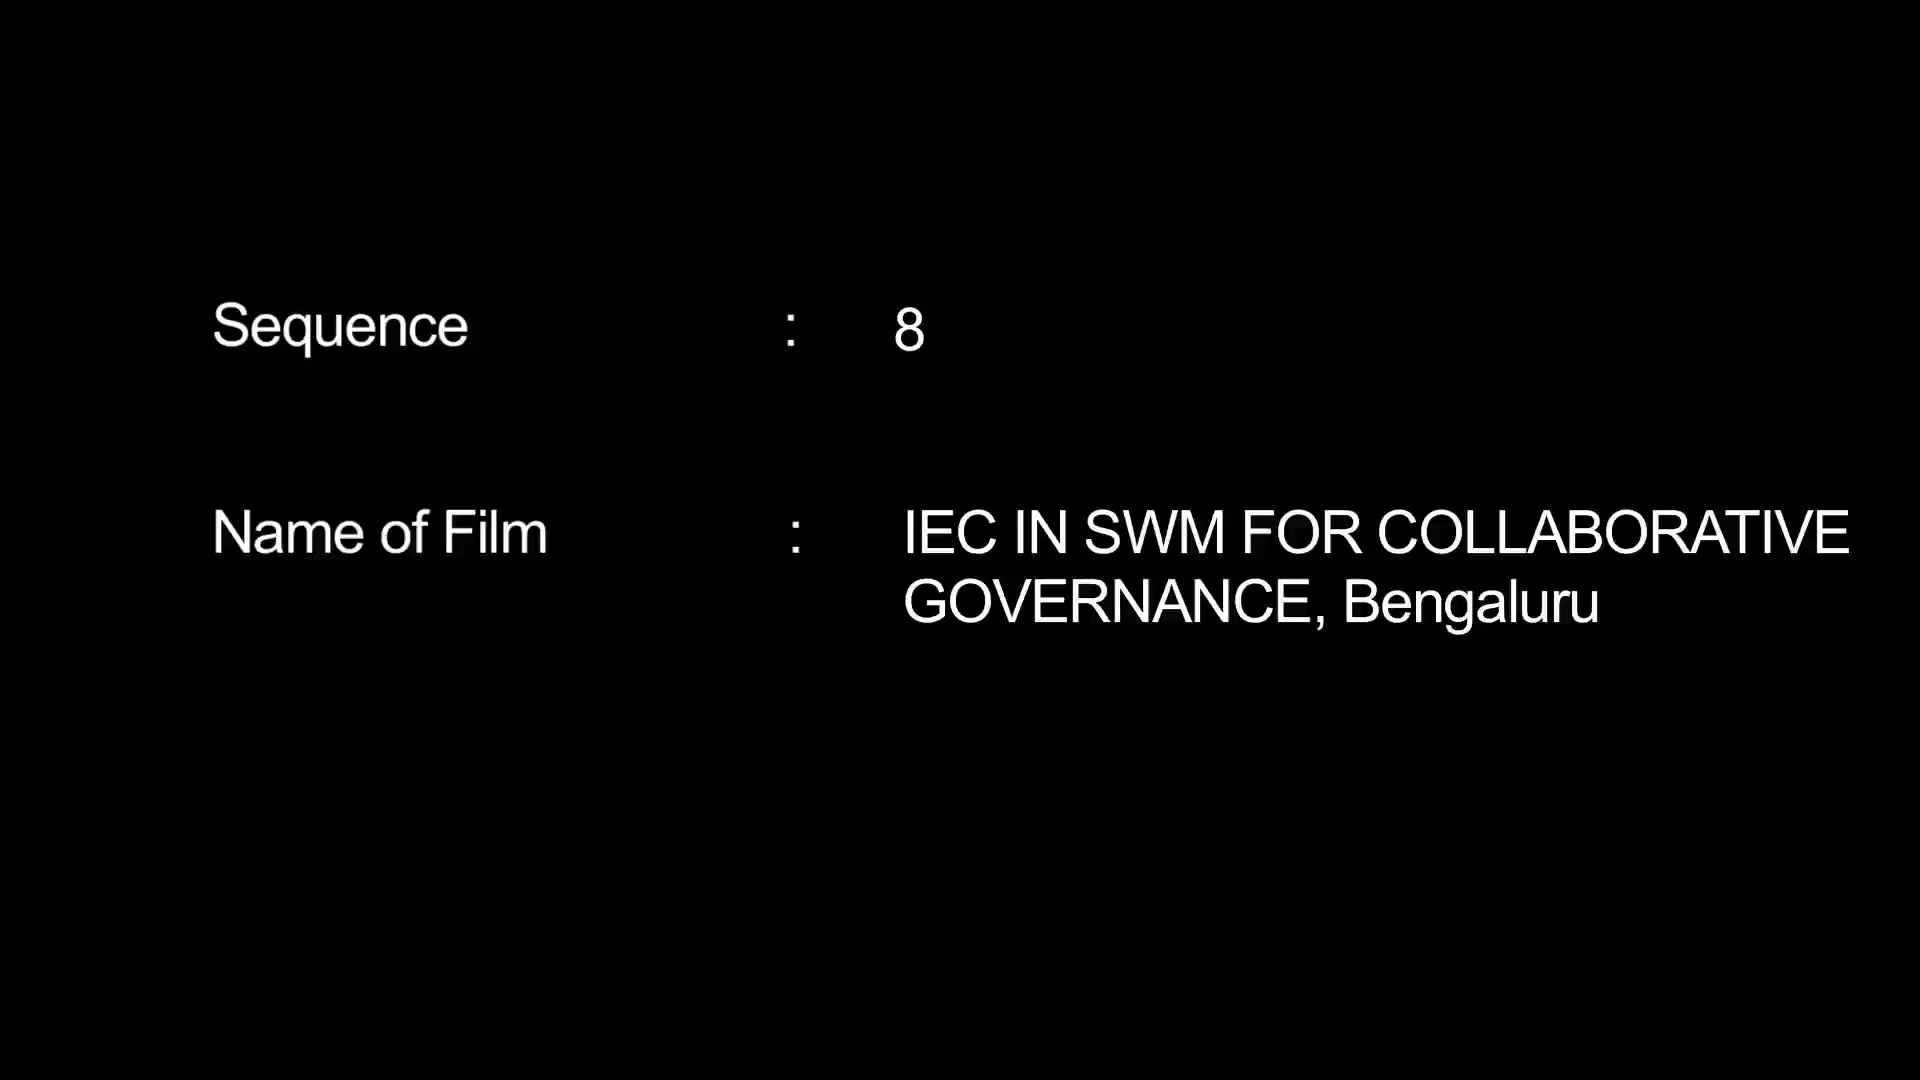 Sequence : 8
Name of Film : IEC IN SWM FOR COLLABORATIVE
GOVERNANCE, Bengaluru